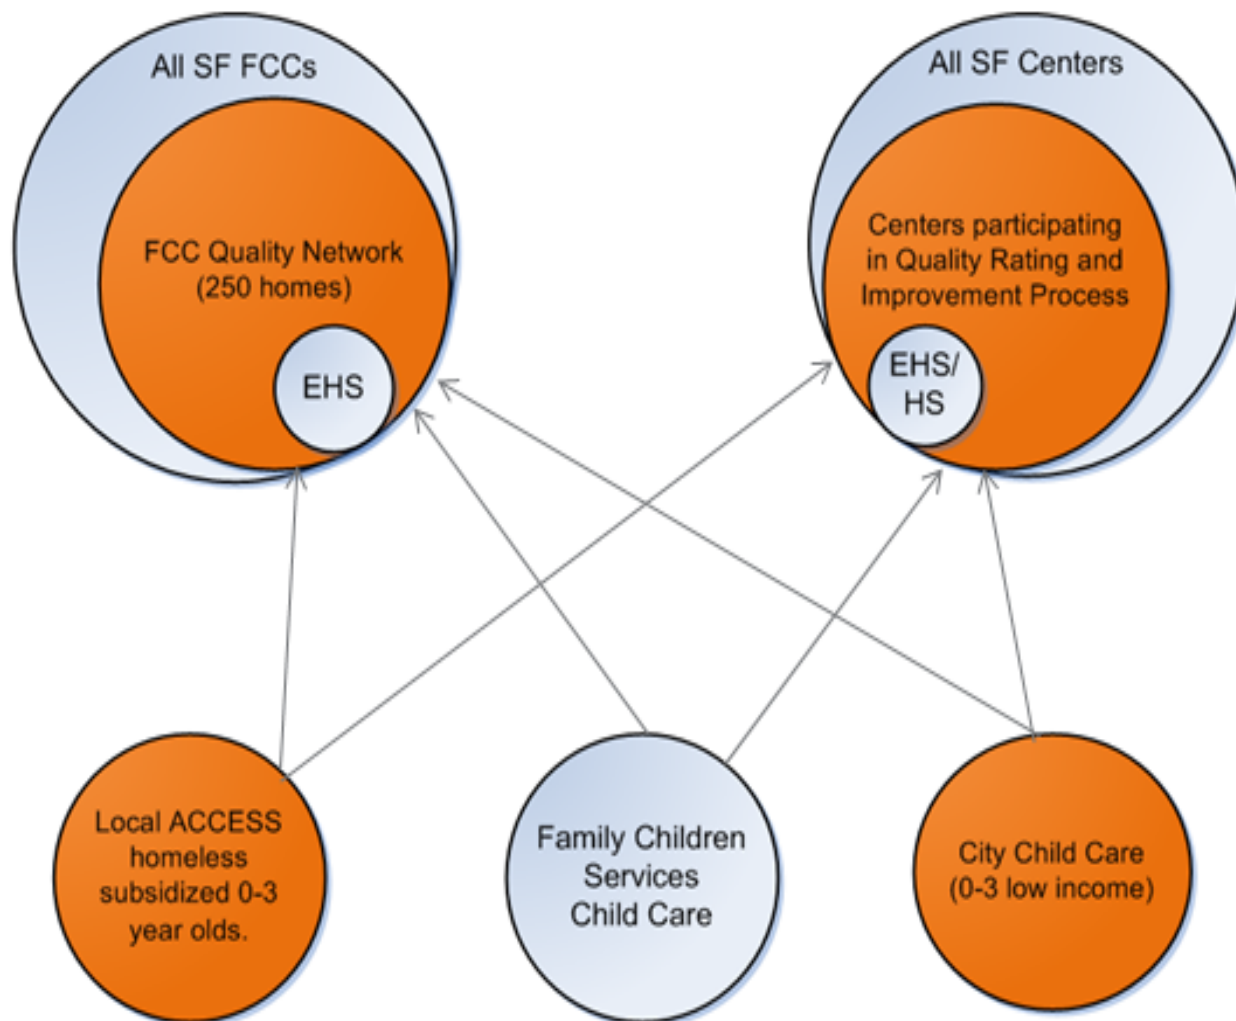 All SF FCCs
FCC Quality Network
(250 homes)
EHS
All SF Centers
Centers participating
in Quality Rating and
Improvement Process
EHS/
HS
Local ACCESS
homeless
subsidized 0-3
year olds.
Family Children
Services
Child Care
City Child Care
(0-3 low income)